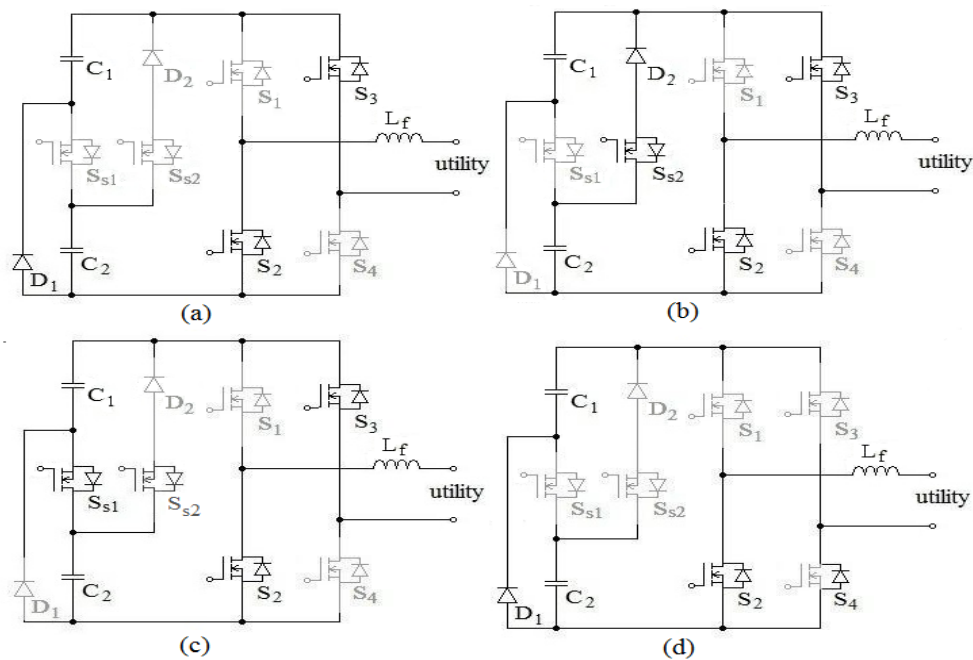 C1
D2
S1
S3
Lf
utility
Ss1
Ss2
C2
D1
S2
S4
(a)
C1
D2
S1
S3
Lf
utility
Ss1
Ss2
C2
D1
S2
S4
(b)
C1
D2
S1
S3
Lf
utility
Ss1
Ss2
C2
D1
S2
S4
(c)
C1
D2
S1
S3
Lf
utility
Ss1
Ss2
C2
D1
S2
S4
(d)